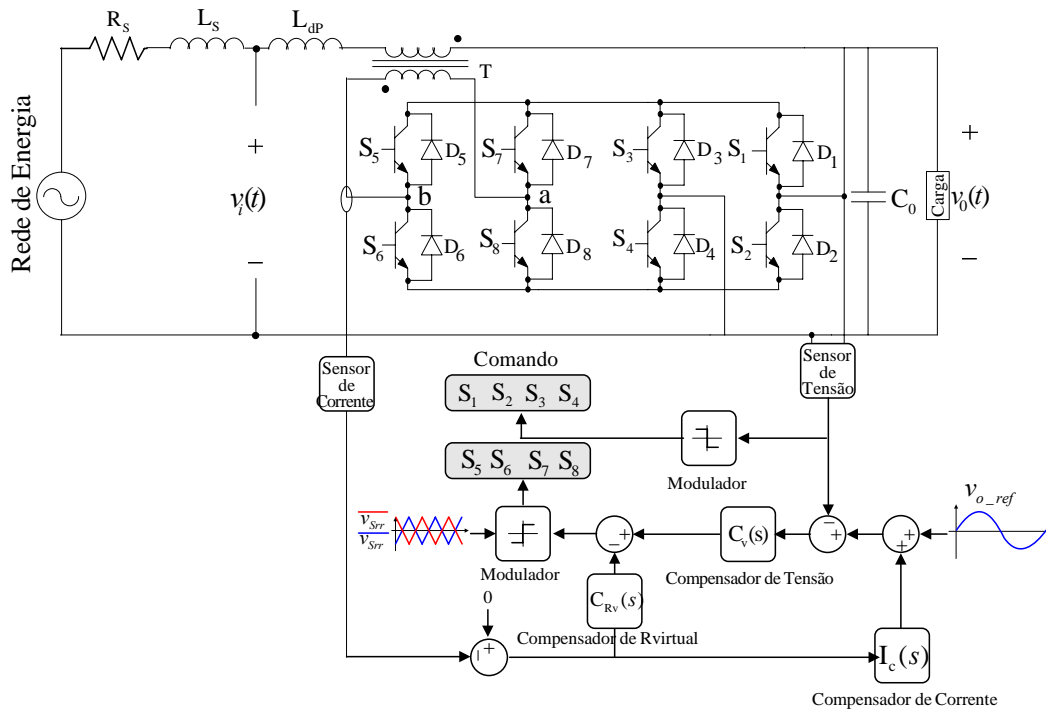 R_S
L_S
L_dP
T
Rede de Energia
+
v_i(t)
−
S_5
D_5
S_7
D_7
S_3
D_3
S_1
D_1
b
a
S_6
D_6
S_8
D_8
S_4
D_4
S_2
D_2
C_0
Carga
+
v_0(t)
−
Sensor
de
Corrente
Sensor
de
Tensão
Comando
S_1 S_2 S_3 S_4
S_5 S_6 S_7 S_8
Modulador
v_Srr
v_Srr
Modulador
−
+
C_v(s)
Compensador de Tensão
−
+
+
+
v_o_ref
C_Rv(s)
Compensador de Rvirtual
0
+
−
I_c(s)
Compensador de Corrente